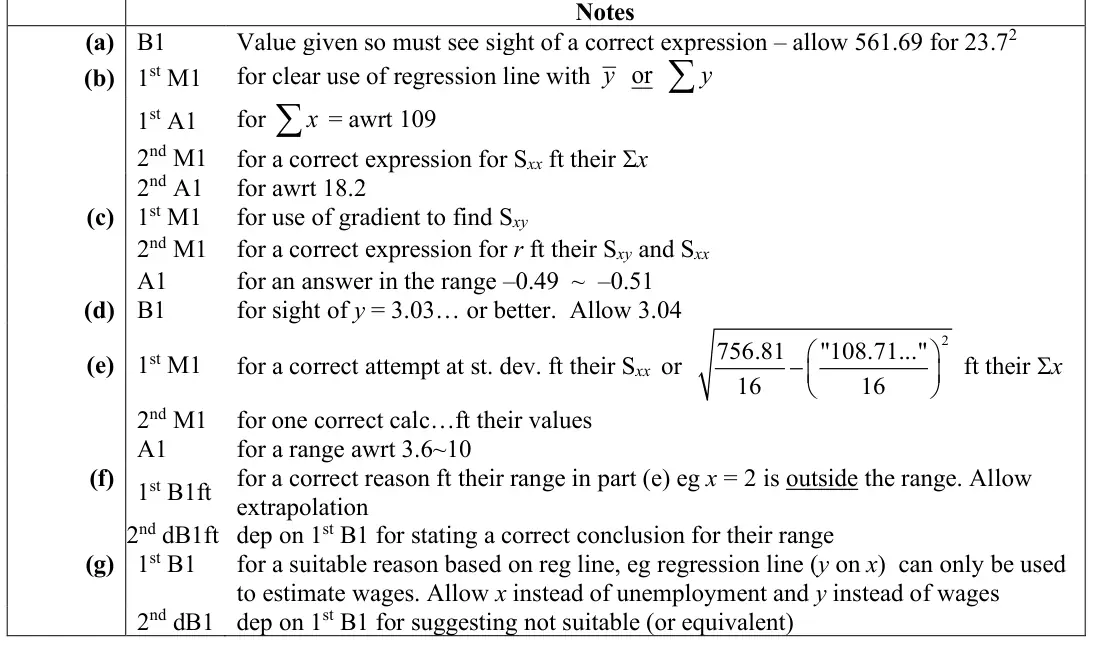 Notes
(a) B1 Value given so must see sight of a correct expression – allow 561.69 for 23.7²
(b) 1st M1 for clear use of regression line with y̅ or ∑y
1st A1 for ∑x = awrt 109
2nd M1 for a correct expression for Sxx ft their Σx
2nd A1 for awrt 18.2
(c) 1st M1 for use of gradient to find Sxy
2nd M1 for a correct expression for r ft their Sxy and Sxx
A1 for an answer in the range –0.49 ~ –0.51
(d) B1 for sight of y = 3.03… or better. Allow 3.04
(e) 1st M1 for a correct attempt at st. dev. ft their Sxx or √(756.81/16 – ("108.71..."/16)²) ft their Σx
2nd M1 for one correct calc…ft their values
A1 for a range awrt 3.6~10
(f) 1st B1ft for a correct reason ft their range in part (e) eg x = 2 is outside the range. Allow
extrapolation
2nd dB1ft dep on 1st B1 for stating a correct conclusion for their range
(g) 1st B1 for a suitable reason based on reg line, eg regression line (y on x) can only be used
to estimate wages. Allow x instead of unemployment and y instead of wages
2nd dB1 dep on 1st B1 for suggesting not suitable (or equivalent)